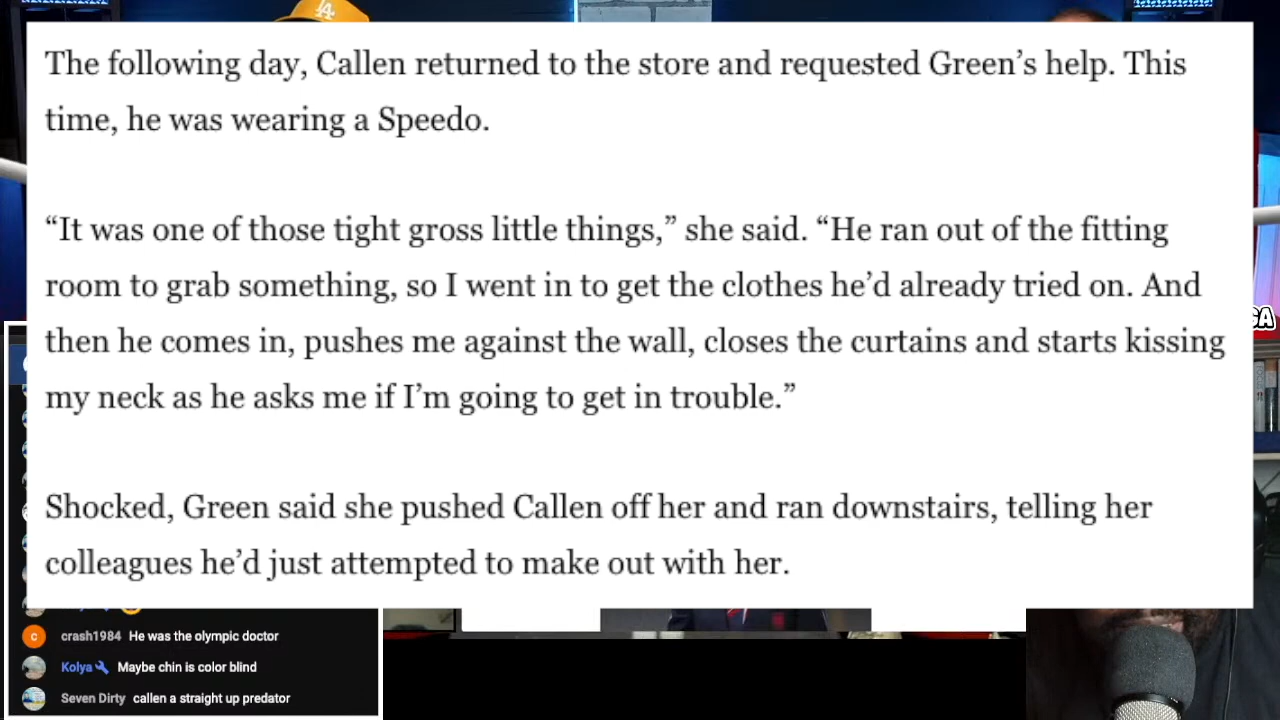 LA
The following day, Callen returned to the store and requested Green’s help. This
time, he was wearing a Speedo.
“It was one of those tight gross little things,” she said. “He ran out of the fitting
room to grab something, so I went in to get the clothes he’d already tried on. And
then he comes in, pushes me against the wall, closes the curtains and starts kissing
my neck as he asks me if I’m going to get in trouble.”
Shocked, Green said she pushed Callen off her and ran downstairs, telling her
colleagues he’d just attempted to make out with her.
c crash1984 He was the olympic doctor
Kolya Maybe chin is color blind
Seven Dirty callen a straight up predator